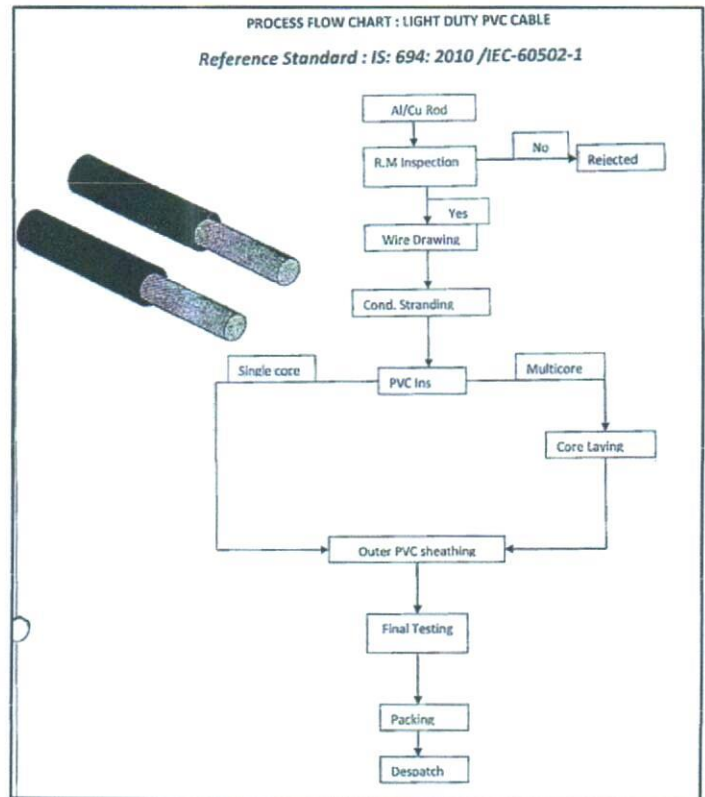 PROCESS FLOW CHART : LIGHT DUTY PVC CABLE
Reference Standard : IS: 694: 2010 /IEC-60502-1
Al/Cu Rod
R.M Inspection
No
Rejected
Yes
Wire Drawing
Cond. Stranding
Single core
PVC Ins
Multicore
Core Laying
Outer PVC sheathing
Final Testing
Packing
Despatch